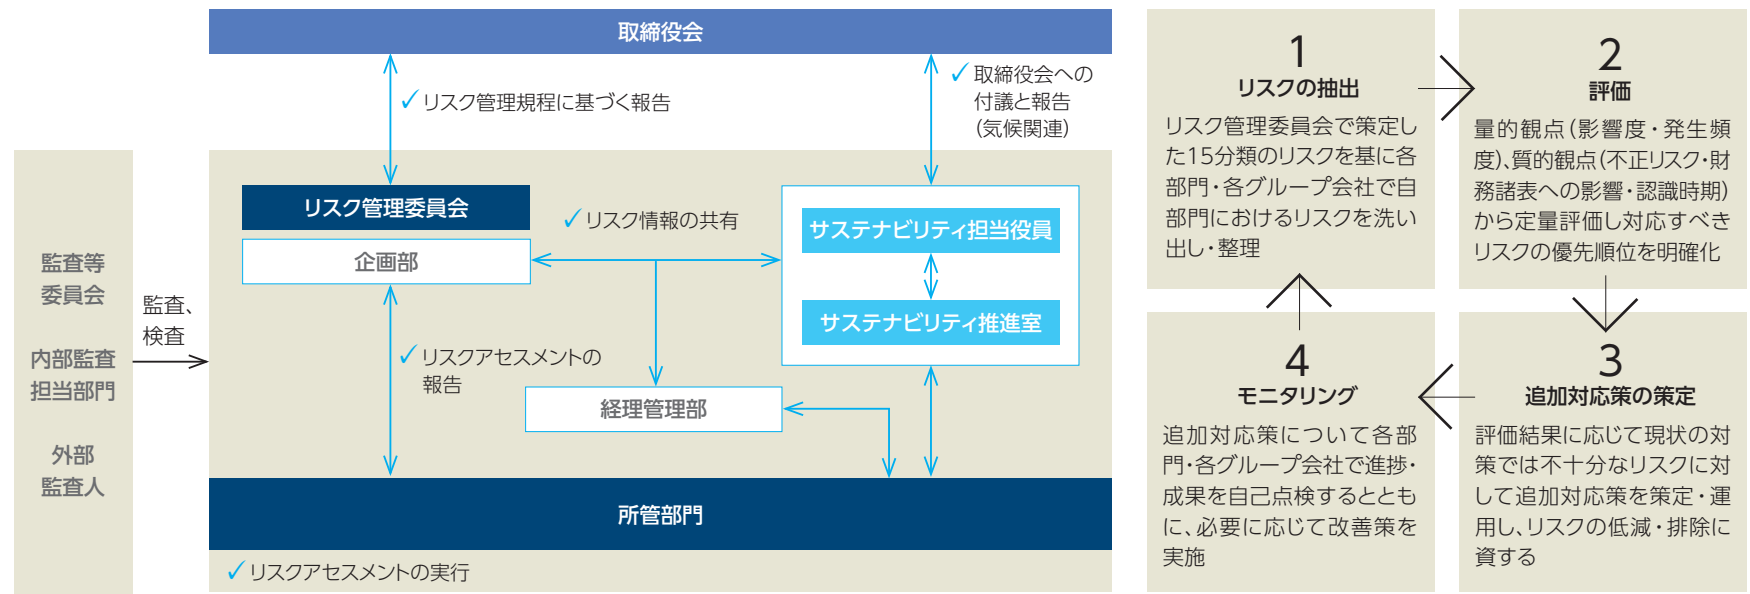 取締役会
✓リスク管理規程に基づく報告
✓取締役会への
付議と報告
（気候関連）
リスク管理委員会
企画部
✓リスク情報の共有
サステナビリティ担当役員
サステナビリティ推進室
✓リスクアセスメントの
報告
経理管理部
所管部門
✓リスクアセスメントの実行
監査等
委員会
内部監査
担当部門
外部
監査人
監査、
検査
1
リスクの抽出
リスク管理委員会で策定し
た15分類のリスクを基に各
部門・各グループ会社で自
部門におけるリスクを洗い
出し・整理
2
評価
量的観点（影響度・発生頻
度）、質的観点（不正リスク・財
務諸表への影響・認識時期）
から定量評価し対応すべき
リスクの優先順位を明確化
3
追加対応策の策定
評価結果に応じて現状の対
策では不十分なリスクに対
して追加対応策を策定・運
用し、リスクの低減・排除に
資する
4
モニタリング
追加対応策について各部
門・各グループ会社で進捗・
成果を自己点検するととも
に、必要に応じて改善策を
実施